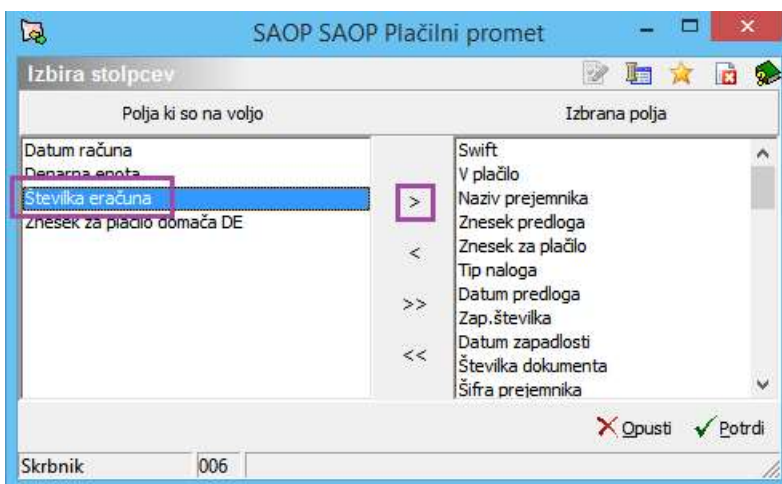 SAOP SAOP Plačilni promet
Izbira stolpcev
Polja ki so na voljo
Izbrana polja
Datum računa
Denarna enota
Številka eračuna
Znesek za plačilo domača DE
>
<
>>
<<
Swift
V plačilo
Naziv prejemnika
Znesek predloga
Znesek za plačilo
Tip naloga
Datum predloga
Zap.številka
Datum zapadlosti
Številka dokumenta
Šifra prejemnika
Opusti Potrdi
Skrbnik 006